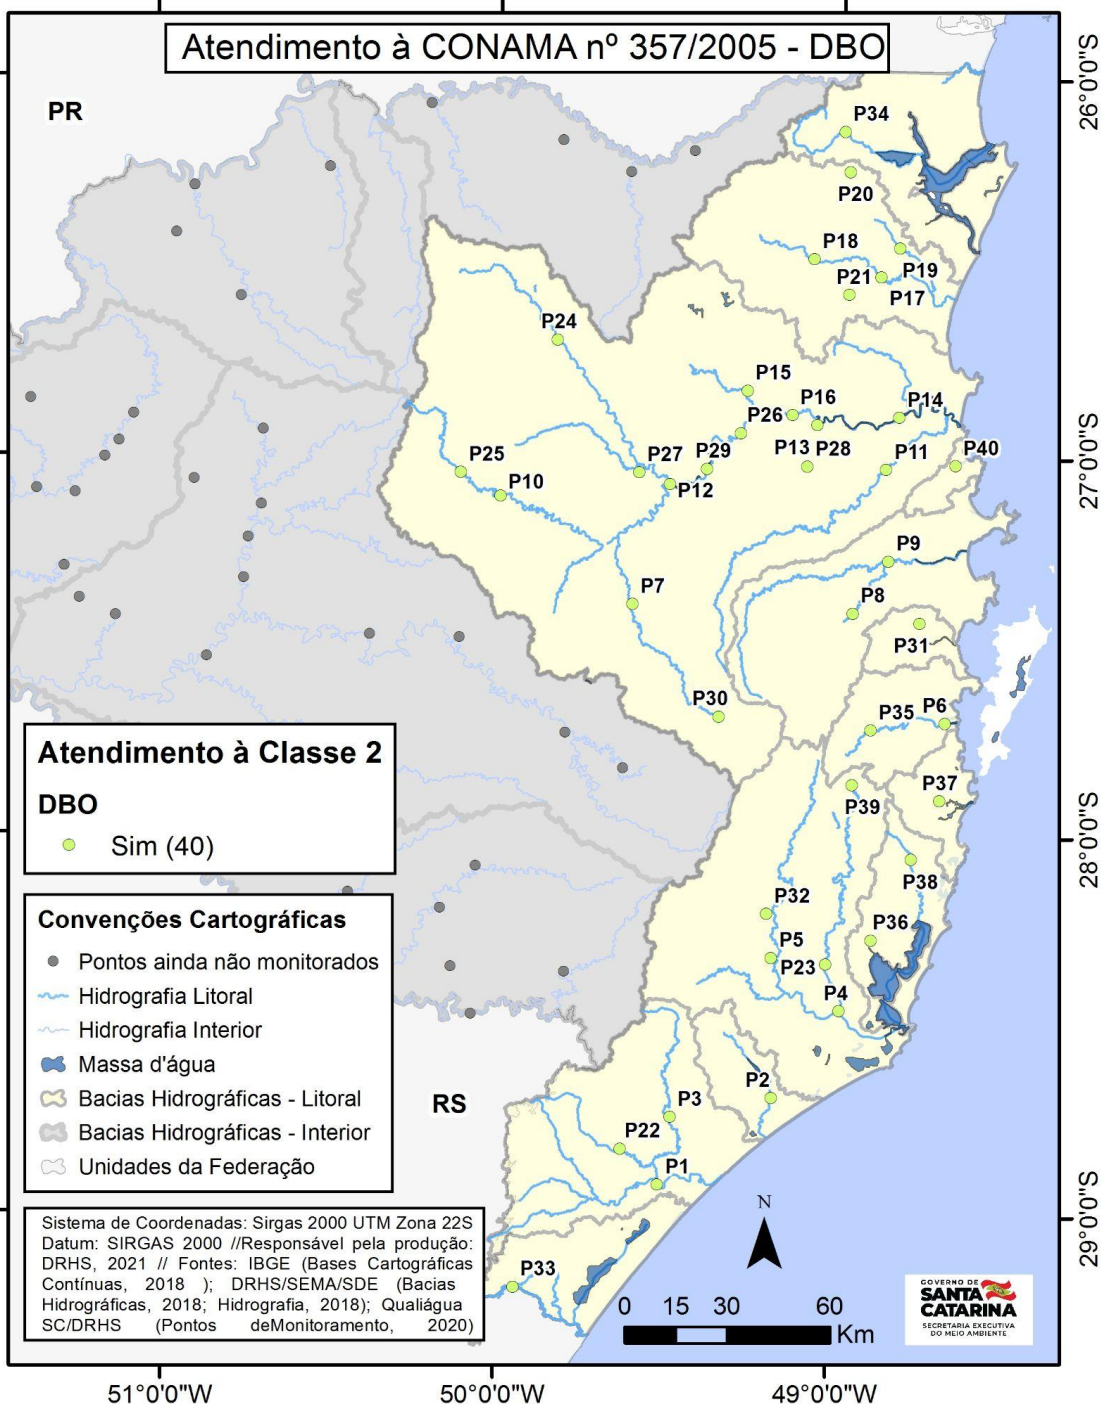 Atendimento à CONAMA nº 357/2005 - DBO
PR
26°0'0"S
P34
P20
P18
P19
P21
P17
P24
P15
P16
P14
P26
P25
P27
P29
P13
P28
P11
P40
27°0'0"S
P10
P12
P9
P7
P8
P31
P30
P35
P6
P37
P39
28°0'0"S
P38
P32
P36
P5
P23
P4
P2
P3
P22
P1
P33
RS
29°0'0"S
Atendimento à Classe 2
DBO
Sim (40)
Convenções Cartográficas
Pontos ainda não monitorados
Hidrografia Litoral
Hidrografia Interior
Massa d'água
Bacias Hidrográficas - Litoral
Bacias Hidrográficas - Interior
Unidades da Federação
Sistema de Coordenadas: Sirgas 2000 UTM Zona 22S
Datum: SIRGAS 2000 //Responsável pela produção:
DRHS, 2021 // Fontes: IBGE (Bases Cartográficas
Contínuas, 2018 ); DRHS/SEMA/SDE (Bacias
Hidrográficas, 2018; Hidrografia, 2018); Qualiágua
SC/DRHS (Pontos deMonitoramento, 2020)
N
0 15 30 60
Km
GOVERNO DE
SANTA
CATARINA
SECRETARIA EXECUTIVA
DO MEIO AMBIENTE
51°0'0"W 50°0'0"W 49°0'0"W